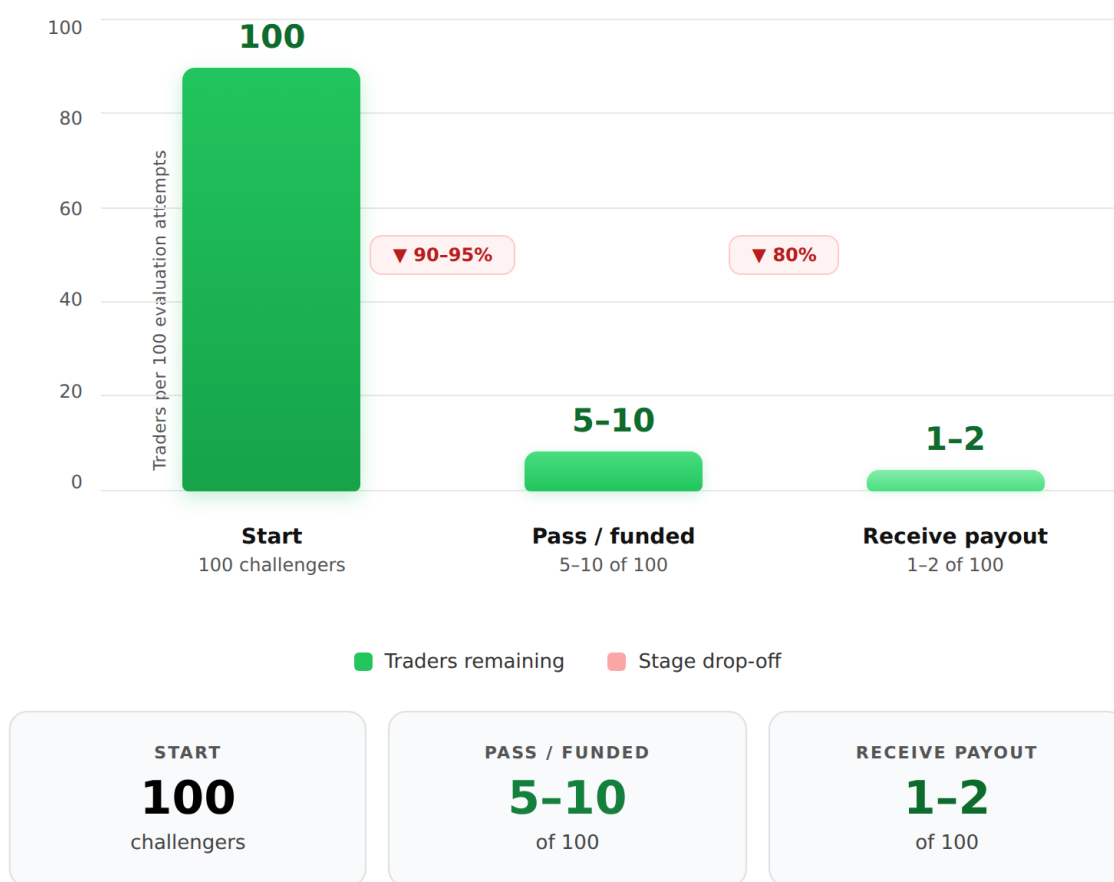 100
80
60
40
20
0
Traders per 100 evaluation attempts
100
▼ 90–95%
▼ 80%
5–10
1–2
Start
100 challengers
Pass / funded
5–10 of 100
Receive payout
1–2 of 100
Traders remaining
Stage drop-off
START
100
challengers
PASS / FUNDED
5–10
of 100
RECEIVE PAYOUT
1–2
of 100